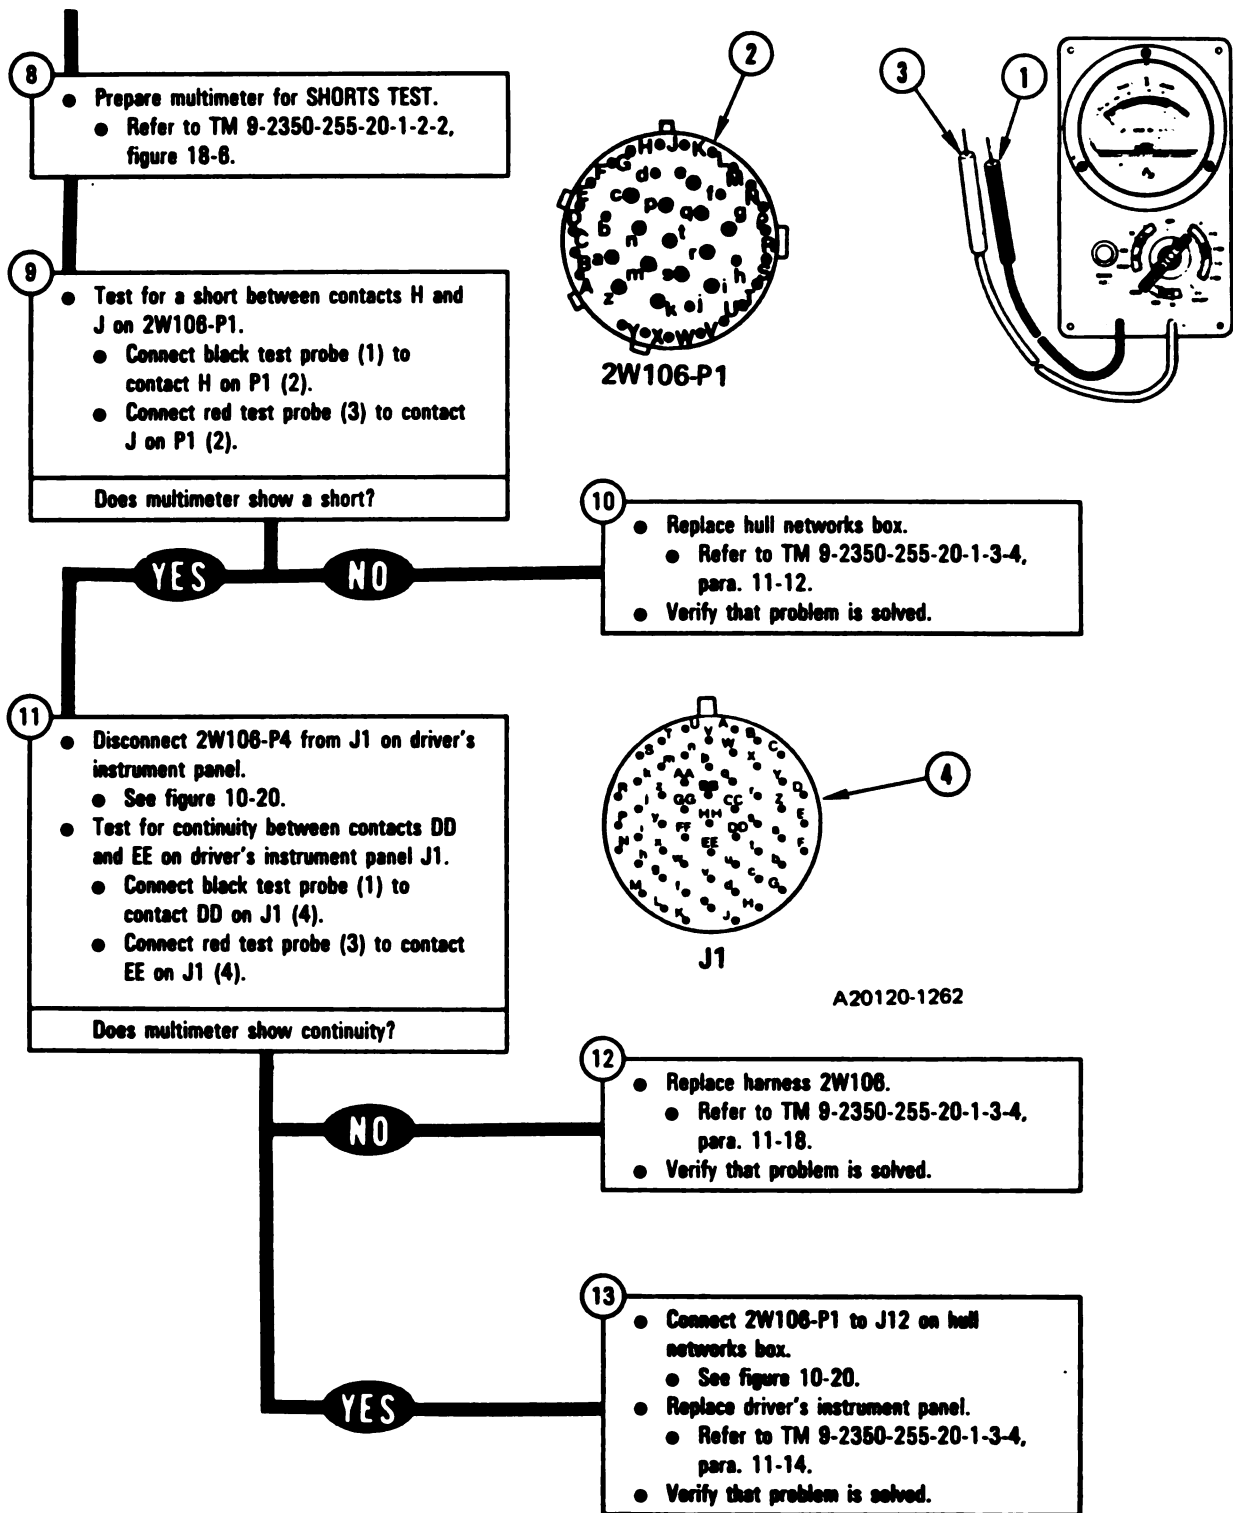 8
● Prepare multimeter for SHORTS TEST.
● Refer to TM 9-2350-255-20-1-2-2,
figure 18-6.
9
● Test for a short between contacts H and
J on 2W106-P1.
● Connect black test probe (1) to
contact H on P1 (2).
● Connect red test probe (3) to contact
J on P1 (2).
Does multimeter show a short?
2
3
1
2W106-P1
YES
NO
10
● Replace hull networks box.
● Refer to TM 9-2350-255-20-1-3-4,
para. 11-12.
● Verify that problem is solved.
11
● Disconnect 2W106-P4 from J1 on driver's
instrument panel.
● See figure 10-20.
● Test for continuity between contacts DD
and EE on driver's instrument panel J1.
● Connect black test probe (1) to
contact DD on J1 (4).
● Connect red test probe (3) to contact
EE on J1 (4).
Does multimeter show continuity?
4
J1
A20120-1262
NO
12
● Replace harness 2W106.
● Refer to TM 9-2350-255-20-1-3-4,
para. 11-18.
● Verify that problem is solved.
YES
13
● Connect 2W106-P1 to J12 on hull
networks box.
● See figure 10-20.
● Replace driver's instrument panel.
● Refer to TM 9-2350-255-20-1-3-4,
para. 11-14.
● Verify that problem is solved.